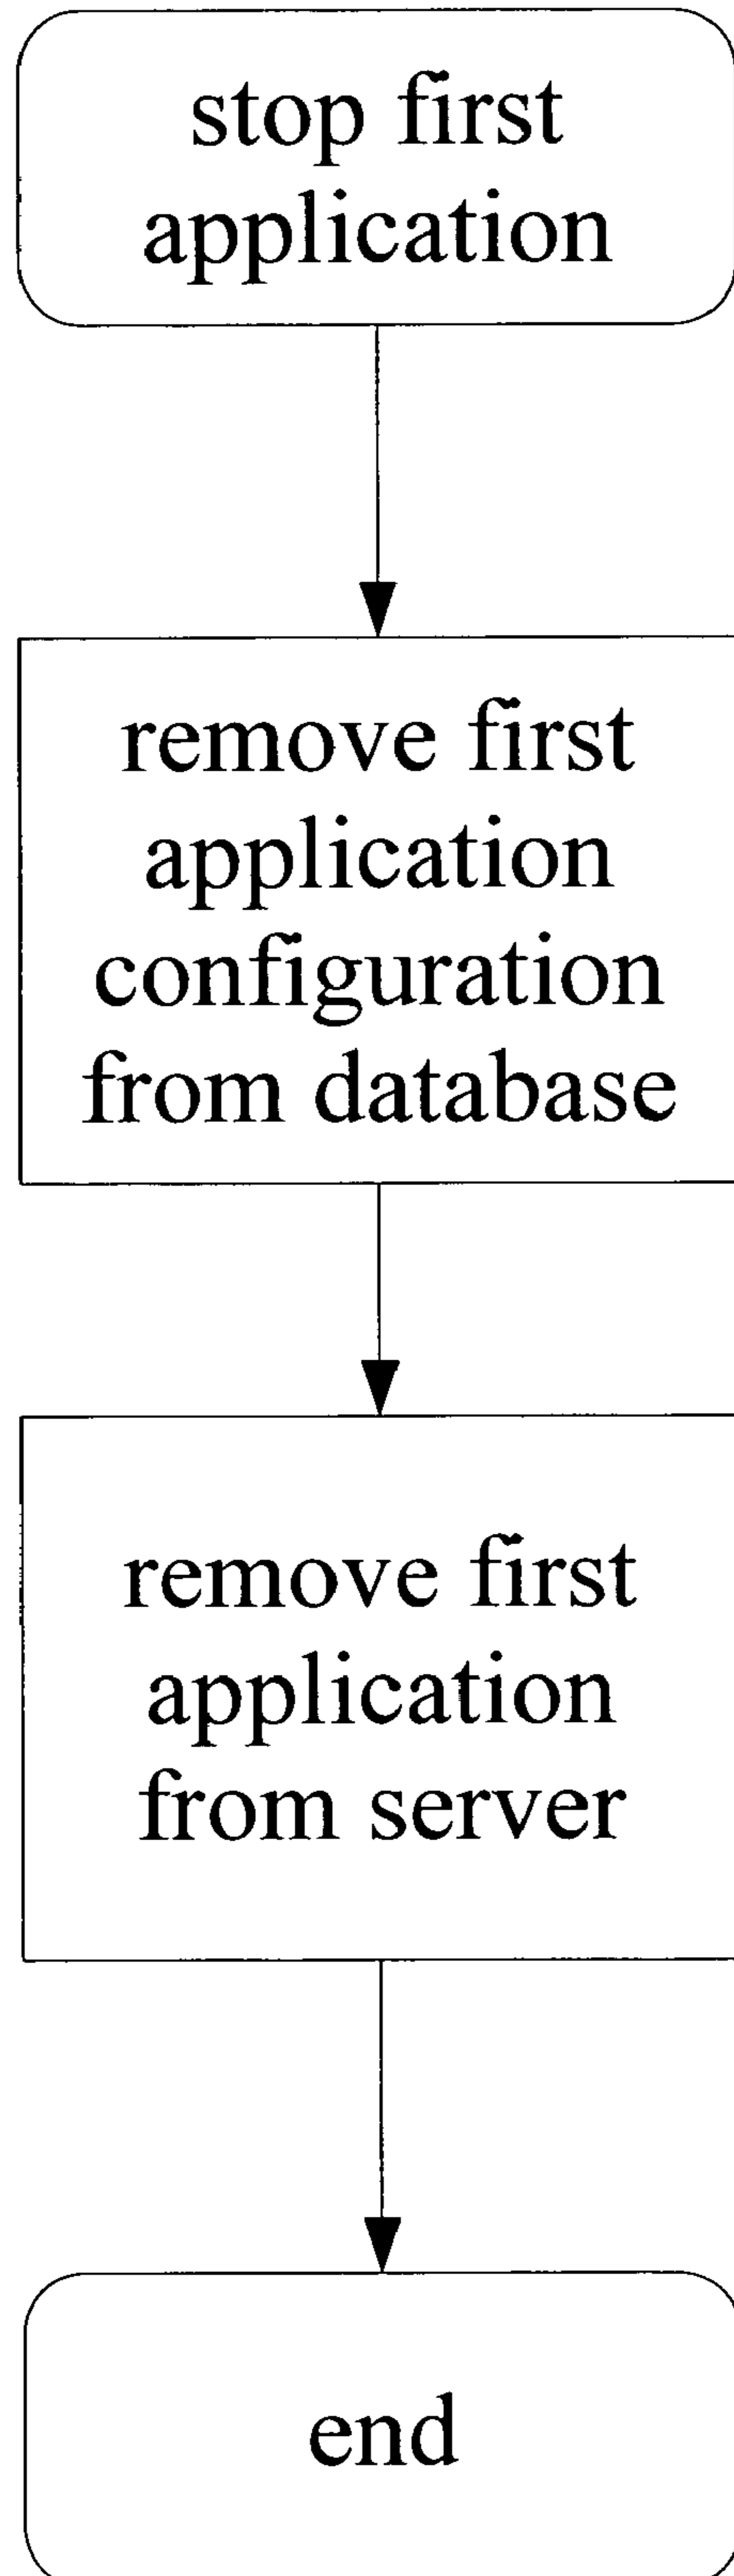 stop first
application
remove first
application
configuration
from database
remove first
application
from server
end